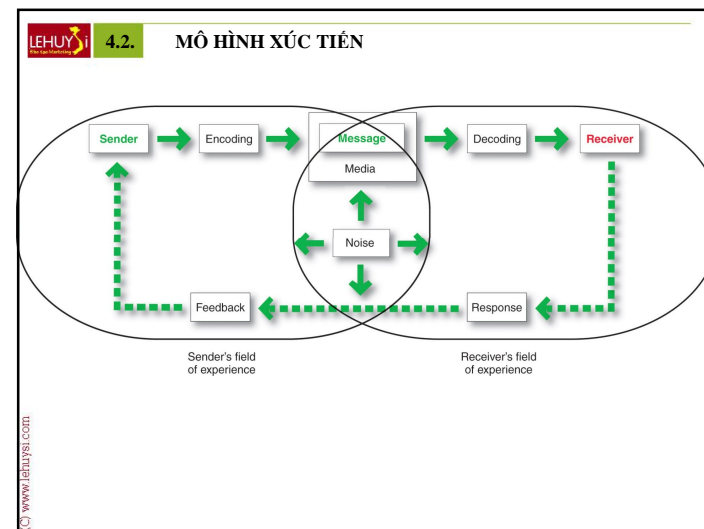 LEHUYSi
4.2. MÔ HÌNH XÚC TIẾN
Sender Encoding Message Decoding Receiver
Media
Noise
Feedback Response
Sender's field
of experience
Receiver's field
of experience
(C) www.lehuysi.com